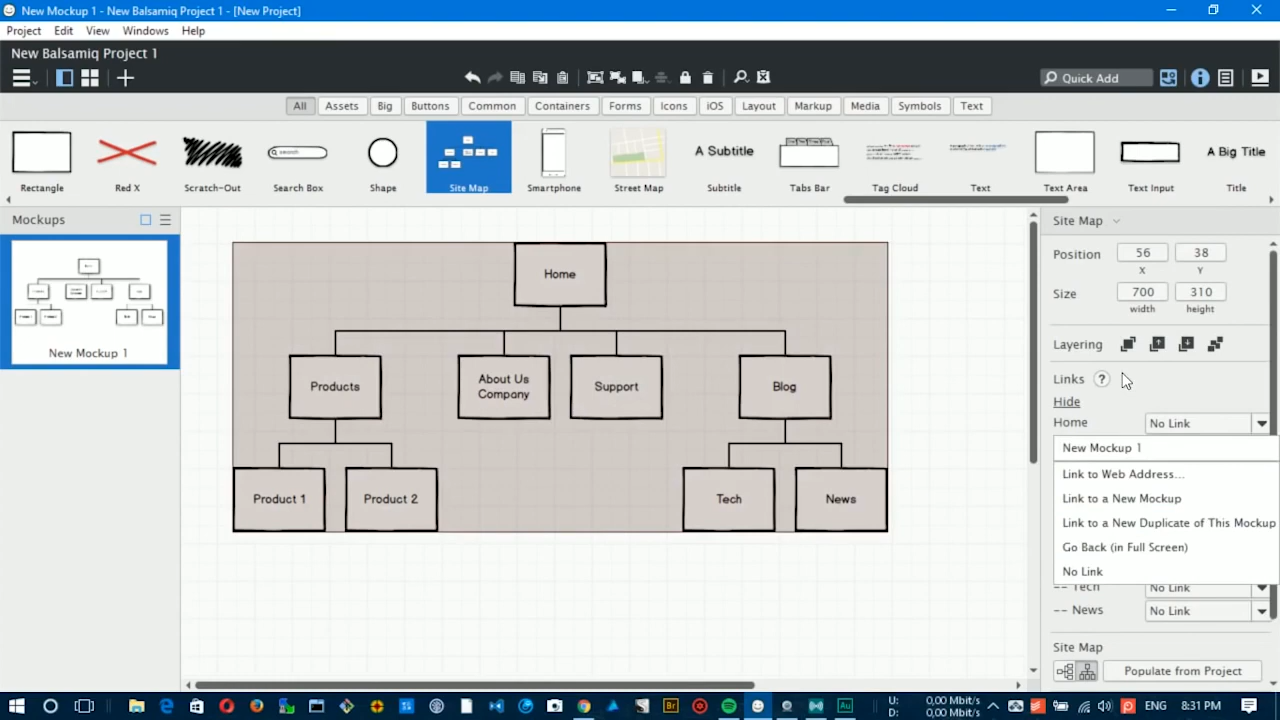 New Mockup 1 - New Balsamiq Project 1 - [New Project]
Project Edit View Windows Help
New Balsamiq Project 1
Quick Add
All Assets Big Buttons Common Containers Forms Icons iOS Layout Markup Media Symbols Text
search
A Subtitle
A Big Title
Rectangle Red X Scratch-Out Search Box Shape Site Map Smartphone Street Map Subtitle Tabs Bar Tag Cloud Text Text Area Text Input Title
Mockups
New Mockup 1
Home
Products
About Us
Company
Support
Blog
Product 1
Product 2
Tech
News
Site Map
Position 56 38
X Y
Size 700 310
width height
Layering
Links ?
Hide
Home No Link
New Mockup 1
Link to Web Address...
Link to a New Mockup
Link to a New Duplicate of This Mockup
Go Back (in Full Screen)
No Link
-- Tech No Link
-- News No Link
Site Map
Populate from Project
U: 0,00 Mbit/s
D: 0,00 Mbit/s
ENG 8:31 PM